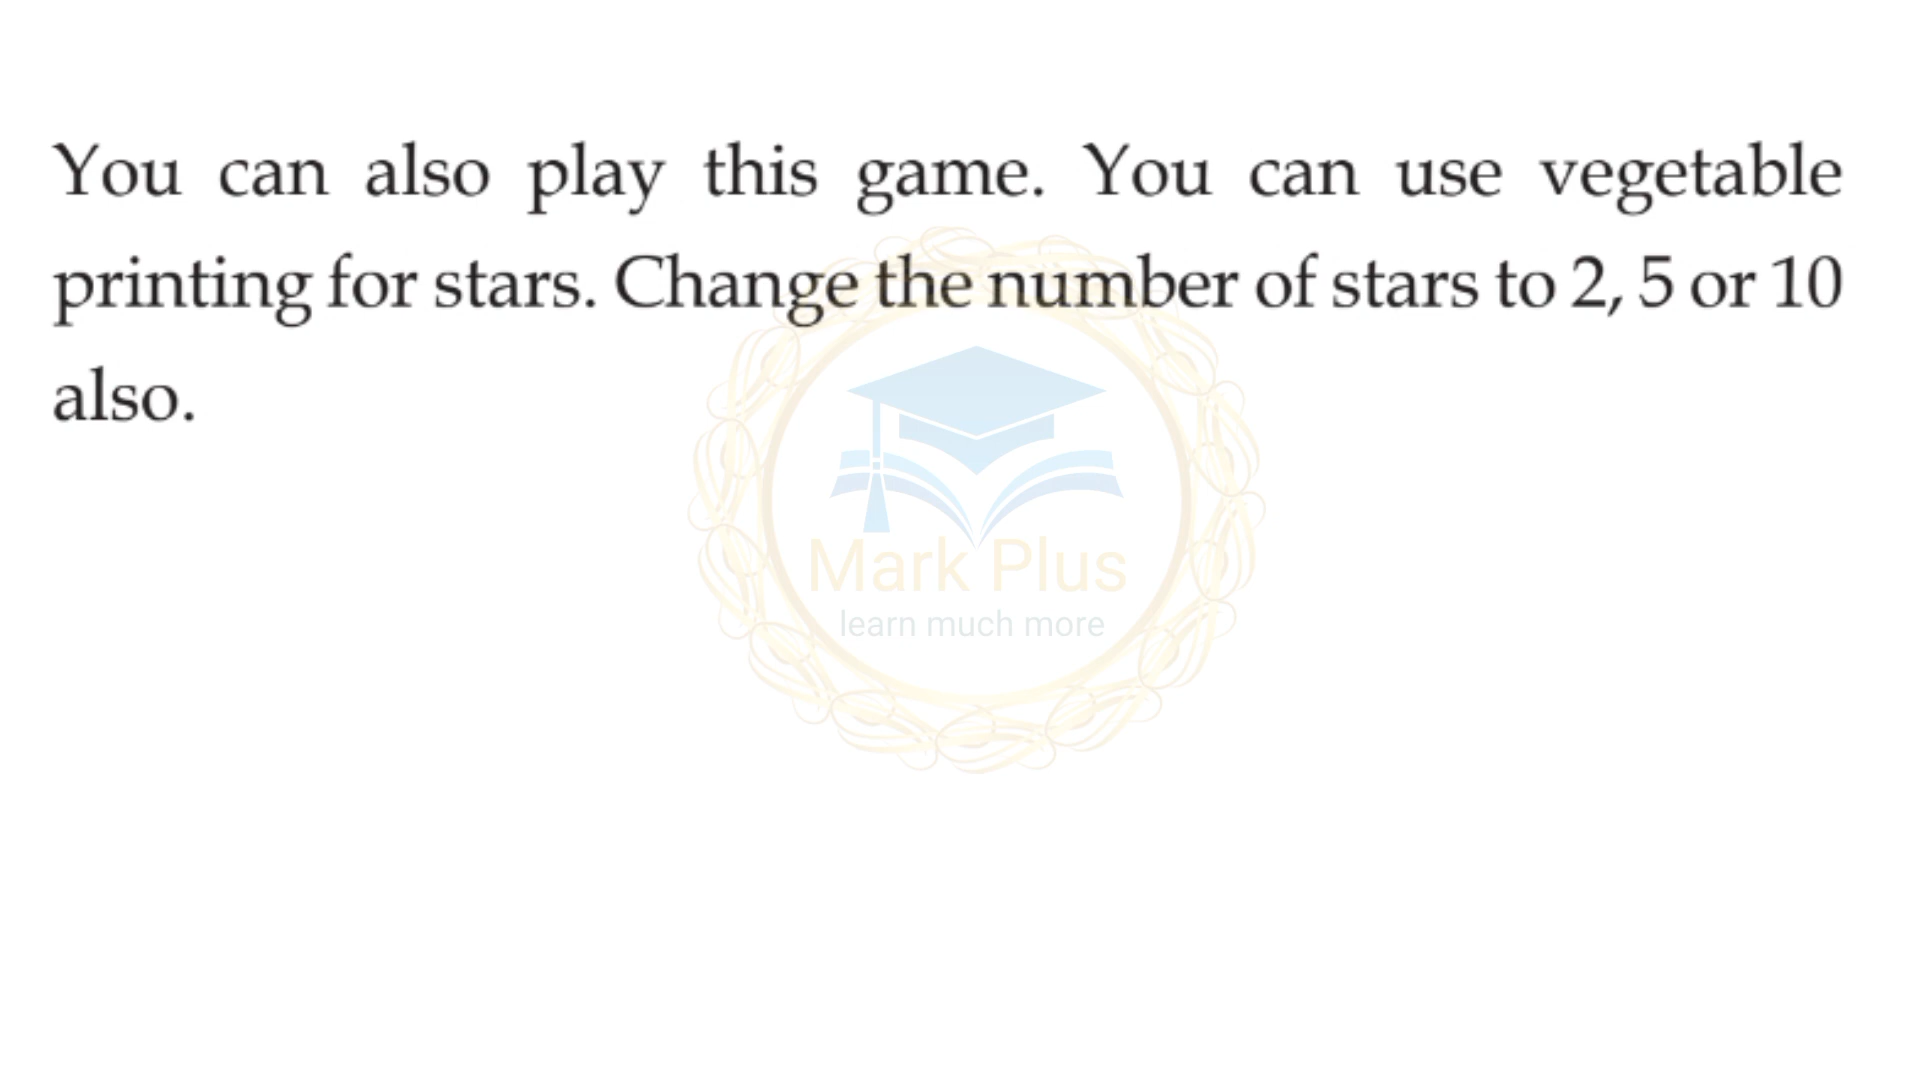 You can also play this game. You can use vegetable
printing for stars. Change the number of stars to 2, 5 or 10
also.
Mark Plus
learn much more